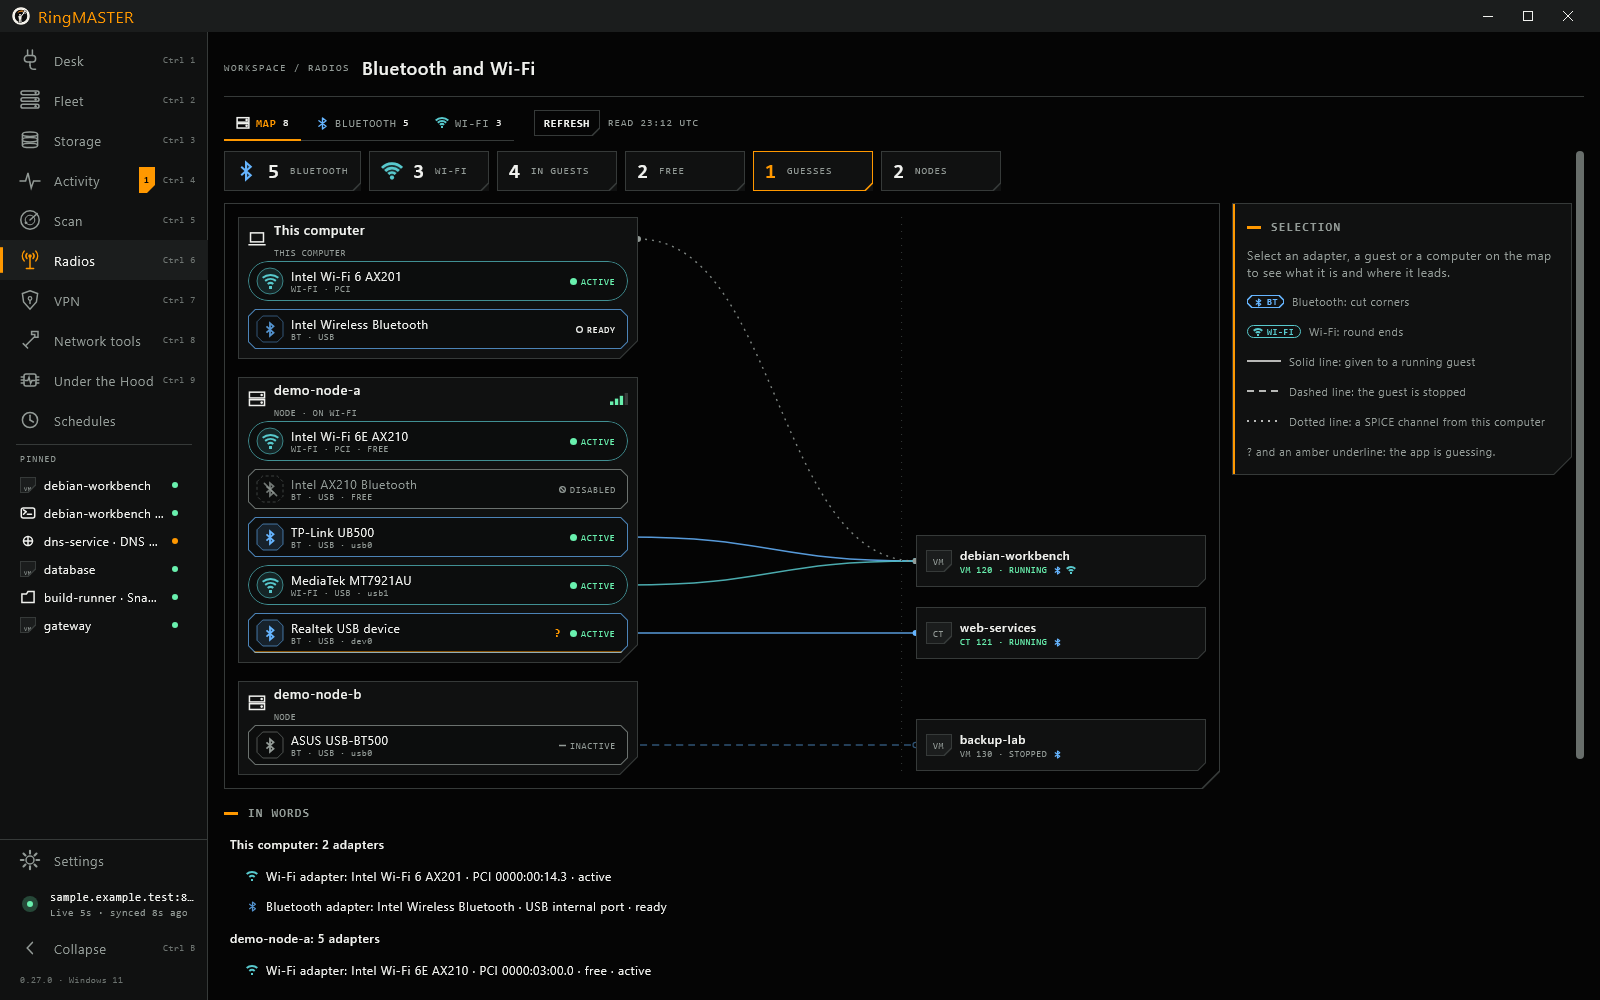 RingMASTER
Desk Ctrl 1
Fleet Ctrl 2
Storage Ctrl 3
Activity 1 Ctrl 4
Scan Ctrl 5
Radios Ctrl 6
VPN Ctrl 7
Network tools Ctrl 8
Under the Hood Ctrl 9
Schedules
PINNED
VM debian-workbench
debian-workbench ...
dns-service · DNS ...
VM database
build-runner · Sna...
VM gateway
Settings
sample.example.test:8...
Live 5s · synced 8s ago
Collapse Ctrl B
0.27.0 · Windows 11
WORKSPACE / RADIOS Bluetooth and Wi-Fi
MAP 8 BLUETOOTH 5 WI-FI 3 REFRESH READ 23:12 UTC
5 BLUETOOTH 3 WI-FI 4 IN GUESTS 2 FREE 1 GUESSES 2 NODES
This computer
THIS COMPUTER
Intel Wi-Fi 6 AX201
WI-FI · PCI
ACTIVE
Intel Wireless Bluetooth
BT · USB
READY
demo-node-a
NODE · ON WI-FI
Intel Wi-Fi 6E AX210
WI-FI · PCI · FREE
ACTIVE
Intel AX210 Bluetooth
BT · USB · FREE
DISABLED
TP-Link UB500
BT · USB · usb0
ACTIVE
MediaTek MT7921AU
WI-FI · USB · usb1
ACTIVE
Realtek USB device
BT · USB · dev0
? ACTIVE
demo-node-b
NODE
ASUS USB-BT500
BT · USB · usb0
INACTIVE
VM debian-workbench
VM 120 · RUNNING
CT web-services
CT 121 · RUNNING
VM backup-lab
VM 130 · STOPPED
SELECTION
Select an adapter, a guest or a computer on the map
to see what it is and where it leads.
BT Bluetooth: cut corners
WI-FI Wi-Fi: round ends
Solid line: given to a running guest
Dashed line: the guest is stopped
Dotted line: a SPICE channel from this computer
? and an amber underline: the app is guessing.
IN WORDS
This computer: 2 adapters
Wi-Fi adapter: Intel Wi-Fi 6 AX201 · PCI 0000:00:14.3 · active
Bluetooth adapter: Intel Wireless Bluetooth · USB internal port · ready
demo-node-a: 5 adapters
Wi-Fi adapter: Intel Wi-Fi 6E AX210 · PCI 0000:03:00.0 · free · active